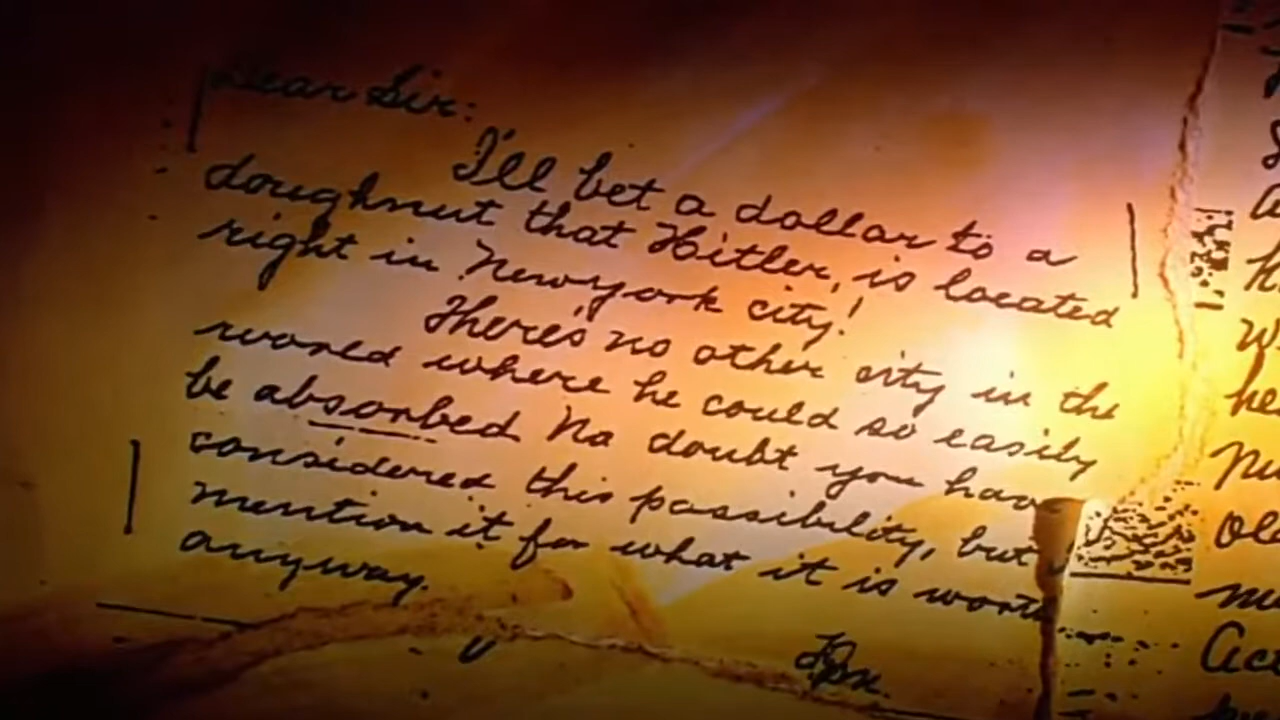 Dear Sir:
I'll bet a dollar to a
doughnut that Hitler, is located
right in Newyork city!
There's no other city in the
world where he could so easily
be absorbed No doubt you have
considered this possibility, but I
mention it for what it is worth
anyway.